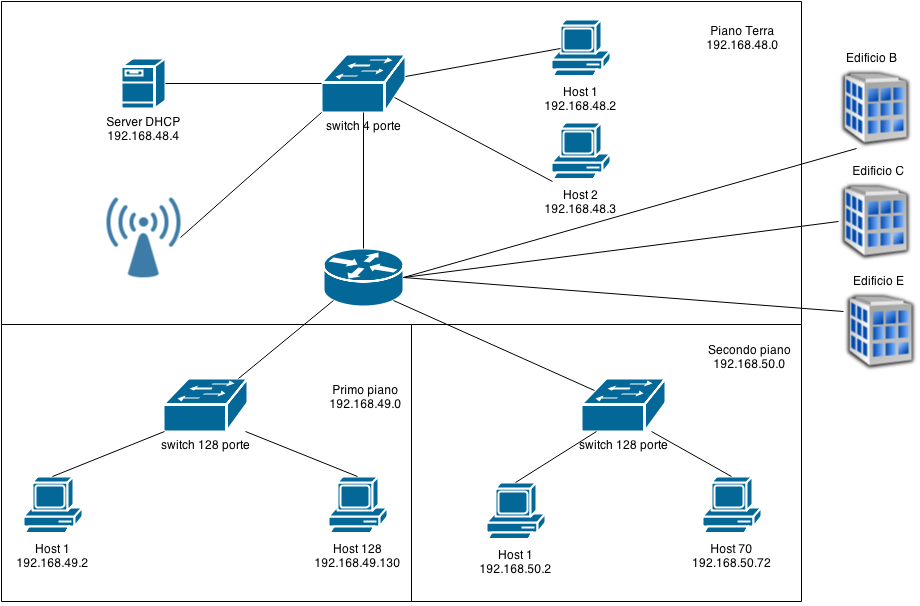 Piano Terra
192.168.48.0
Edificio B
Host 1
192.168.48.2
Server DHCP
192.168.48.4
switch 4 porte
Edificio C
Host 2
192.168.48.3
Edificio E
Primo piano
192.168.49.0
Secondo piano
192.168.50.0
switch 128 porte
switch 128 porte
Host 1
192.168.49.2
Host 128
192.168.49.130
Host 1
192.168.50.2
Host 70
192.168.50.72